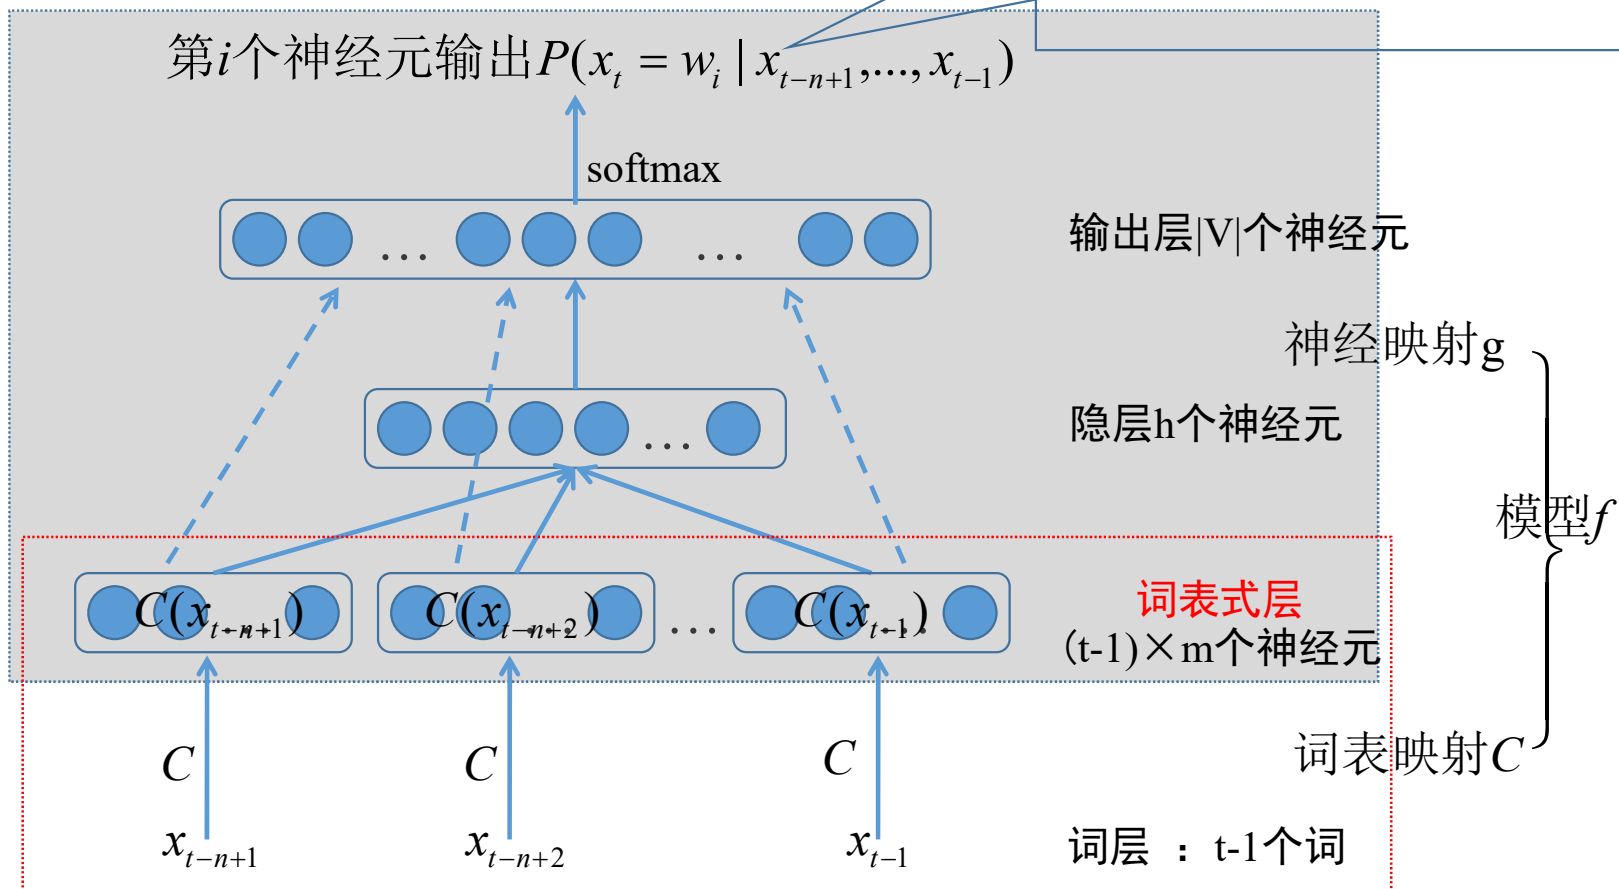 第i个神经元输出P(x_t = w_i | x_{t-n+1},..., x_{t-1})
softmax
… …
输出层|V|个神经元
神经映射g
…
隐层h个神经元
模型f
C(x_{t-n+1}) C(x_{t-n+2}) … C(x_{t-1})
词表式层
(t-1)×m个神经元
C C C
词表映射C
x_{t-n+1} x_{t-n+2} x_{t-1}
词层 ：t-1个词